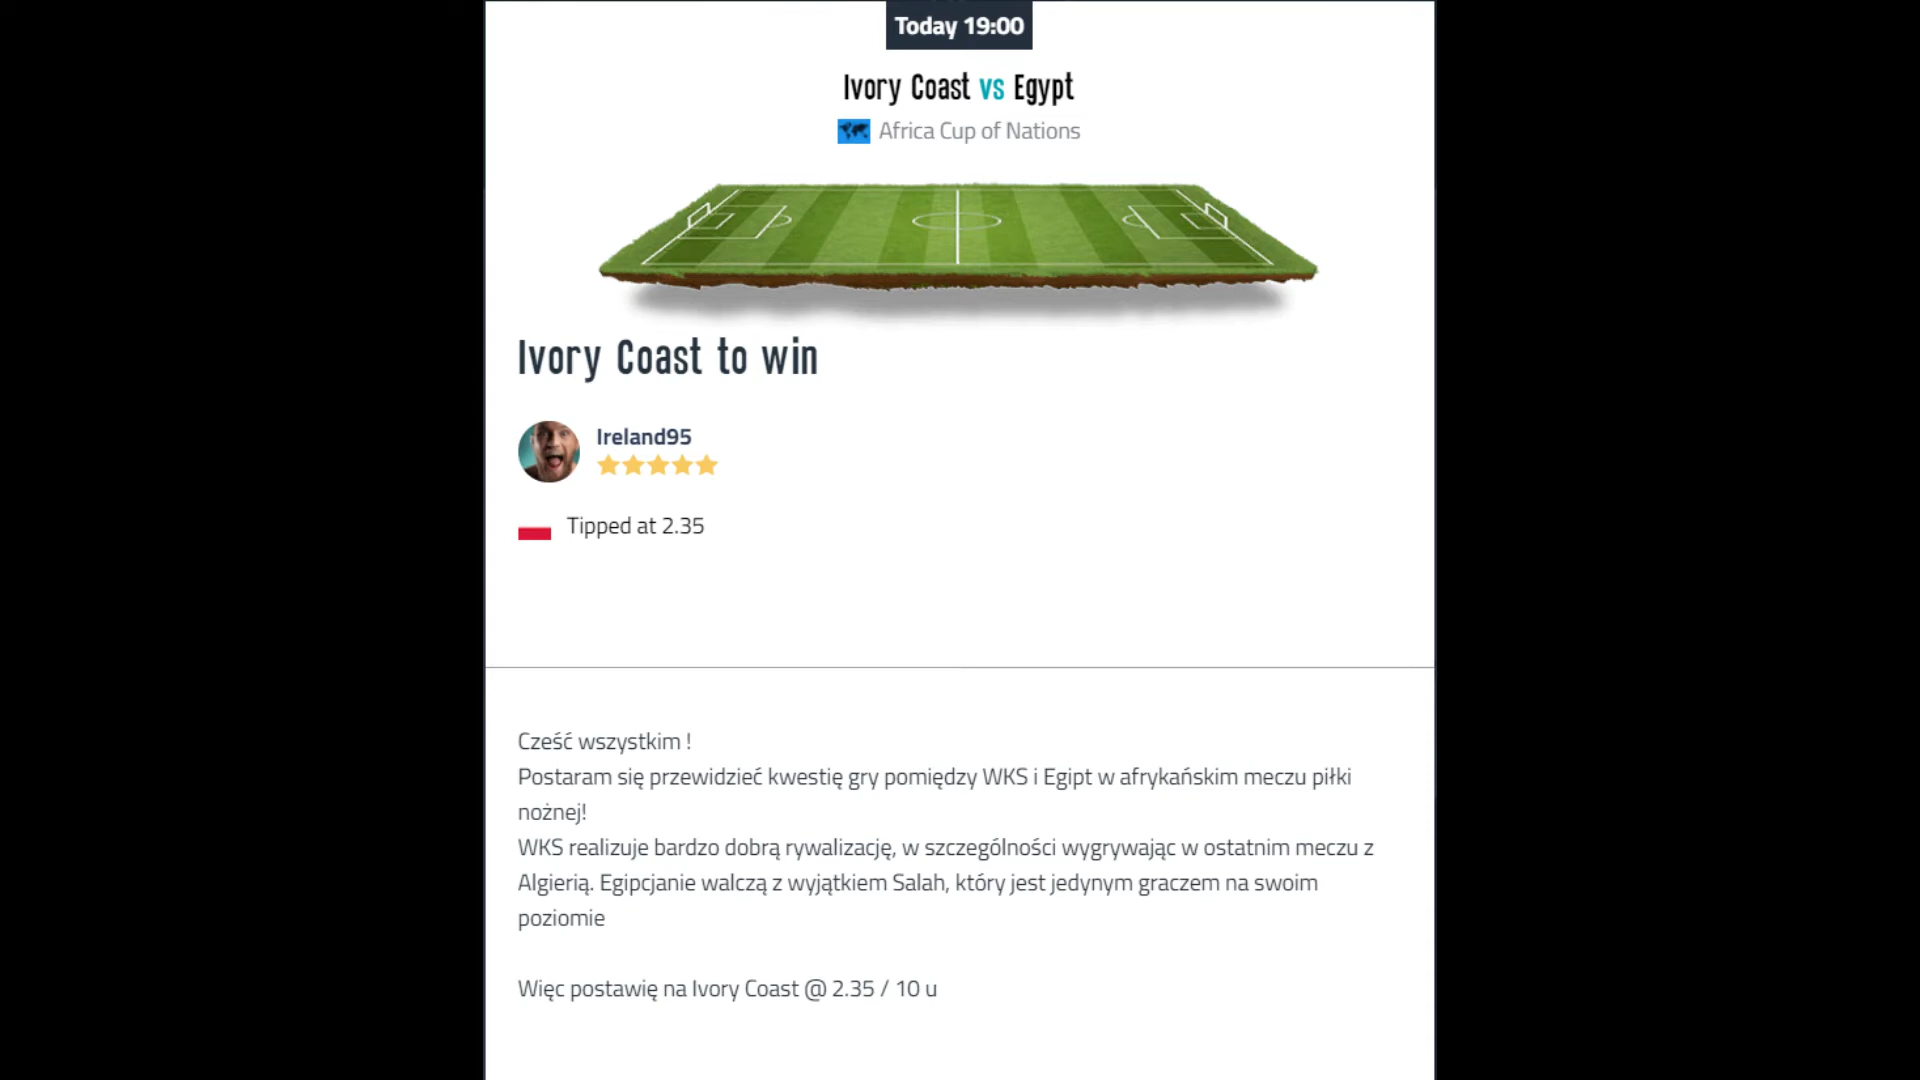 Today 19:00
Ivory Coast vs Egypt
Africa Cup of Nations
Ivory Coast to win
Ireland95
Tipped at 2.35
Cześć wszystkim !
Postaram się przewidzieć kwestię gry pomiędzy WKS i Egipt w afrykańskim meczu piłki
nożnej!
WKS realizuje bardzo dobrą rywalizację, w szczególności wygrywając w ostatnim meczu z
Algierią. Egipcjanie walczą z wyjątkiem Salah, który jest jedynym graczem na swoim
poziomie
Więc postawię na Ivory Coast @ 2.35 / 10 u